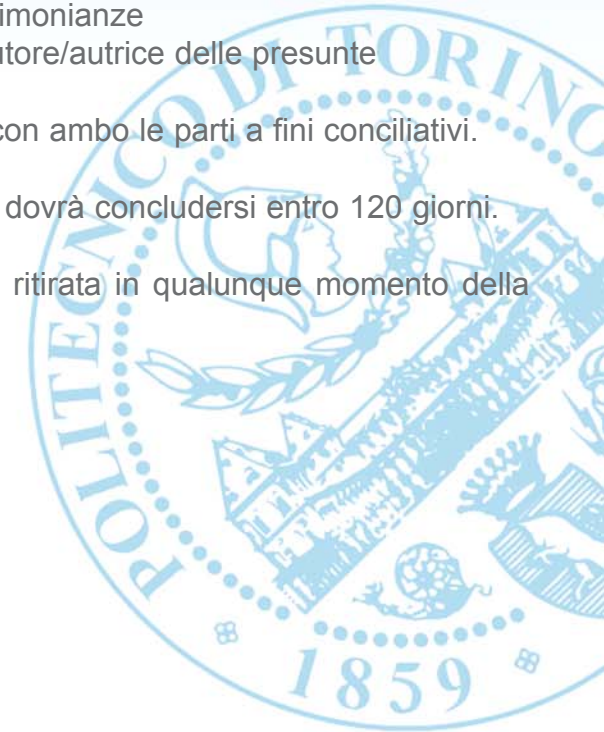 imonianze
utore/autrice delle presunte
con ambo le parti a fini conciliativi.
dovrà concludersi entro 120 giorni.
ritirata in qualunque momento della
POLITECNICO DI TORINO
1859